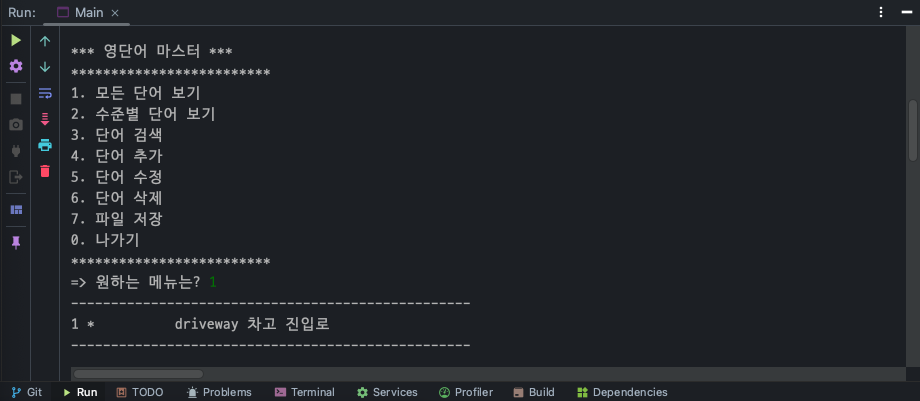 Run: Main
*** 영단어 마스터 ***
*************************
1. 모든 단어 보기
2. 수준별 단어 보기
3. 단어 검색
4. 단어 추가
5. 단어 수정
6. 단어 삭제
7. 파일 저장
0. 나가기
*************************
=> 원하는 메뉴는? 1
--------------------------------------------------
1 *          driveway 차고 진입로
--------------------------------------------------
Git Run TODO Problems Terminal Services Profiler Build Dependencies